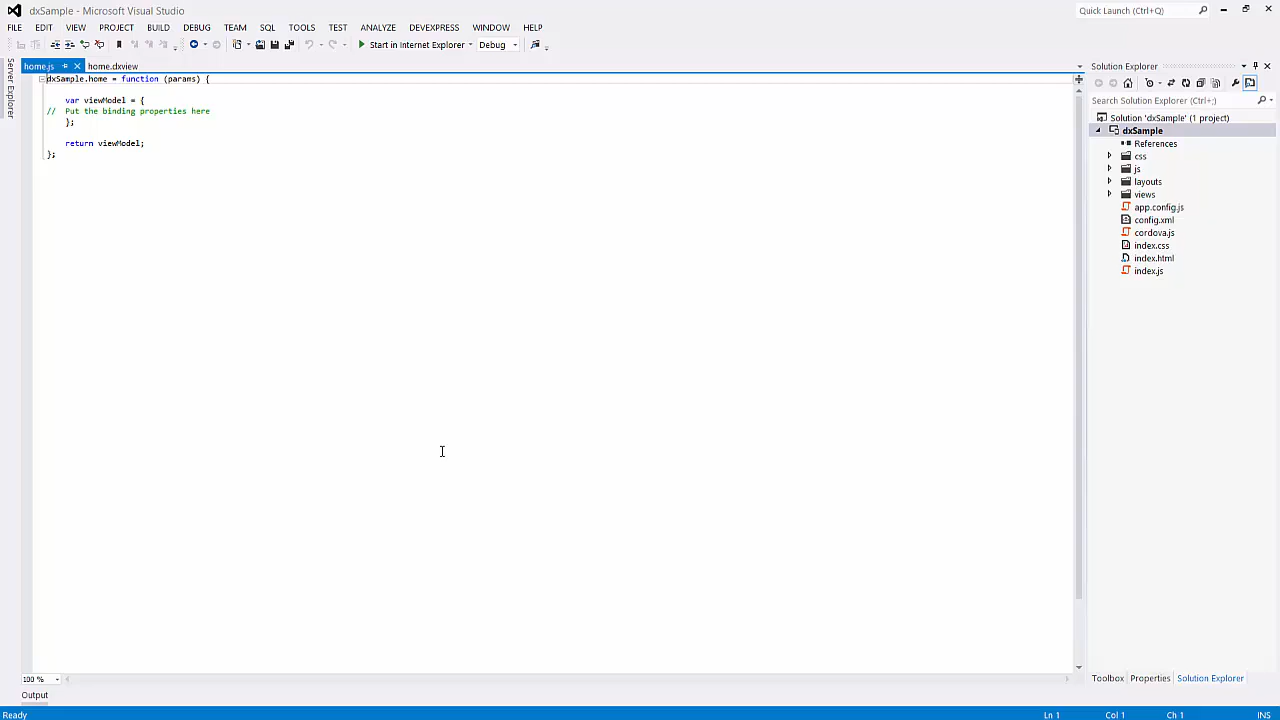 dxSample - Microsoft Visual Studio
Quick Launch (Ctrl+Q)
FILE EDIT VIEW PROJECT BUILD DEBUG TEAM SQL TOOLS TEST ANALYZE DEVEXPRESS WINDOW HELP
Start in Internet Explorer Debug
Server Explorer
home.js home.dxview
dxSample.home = function (params) {
var viewModel = {
// Put the binding properties here
};
return viewModel;
};
100 %
Output
Solution Explorer
Search Solution Explorer (Ctrl+;)
Solution 'dxSample' (1 project)
dxSample
References
css
js
layouts
views
app.config.js
config.xml
cordova.js
index.css
index.html
index.js
Toolbox Properties Solution Explorer
Ready Ln 1 Col 1 Ch 1 INS